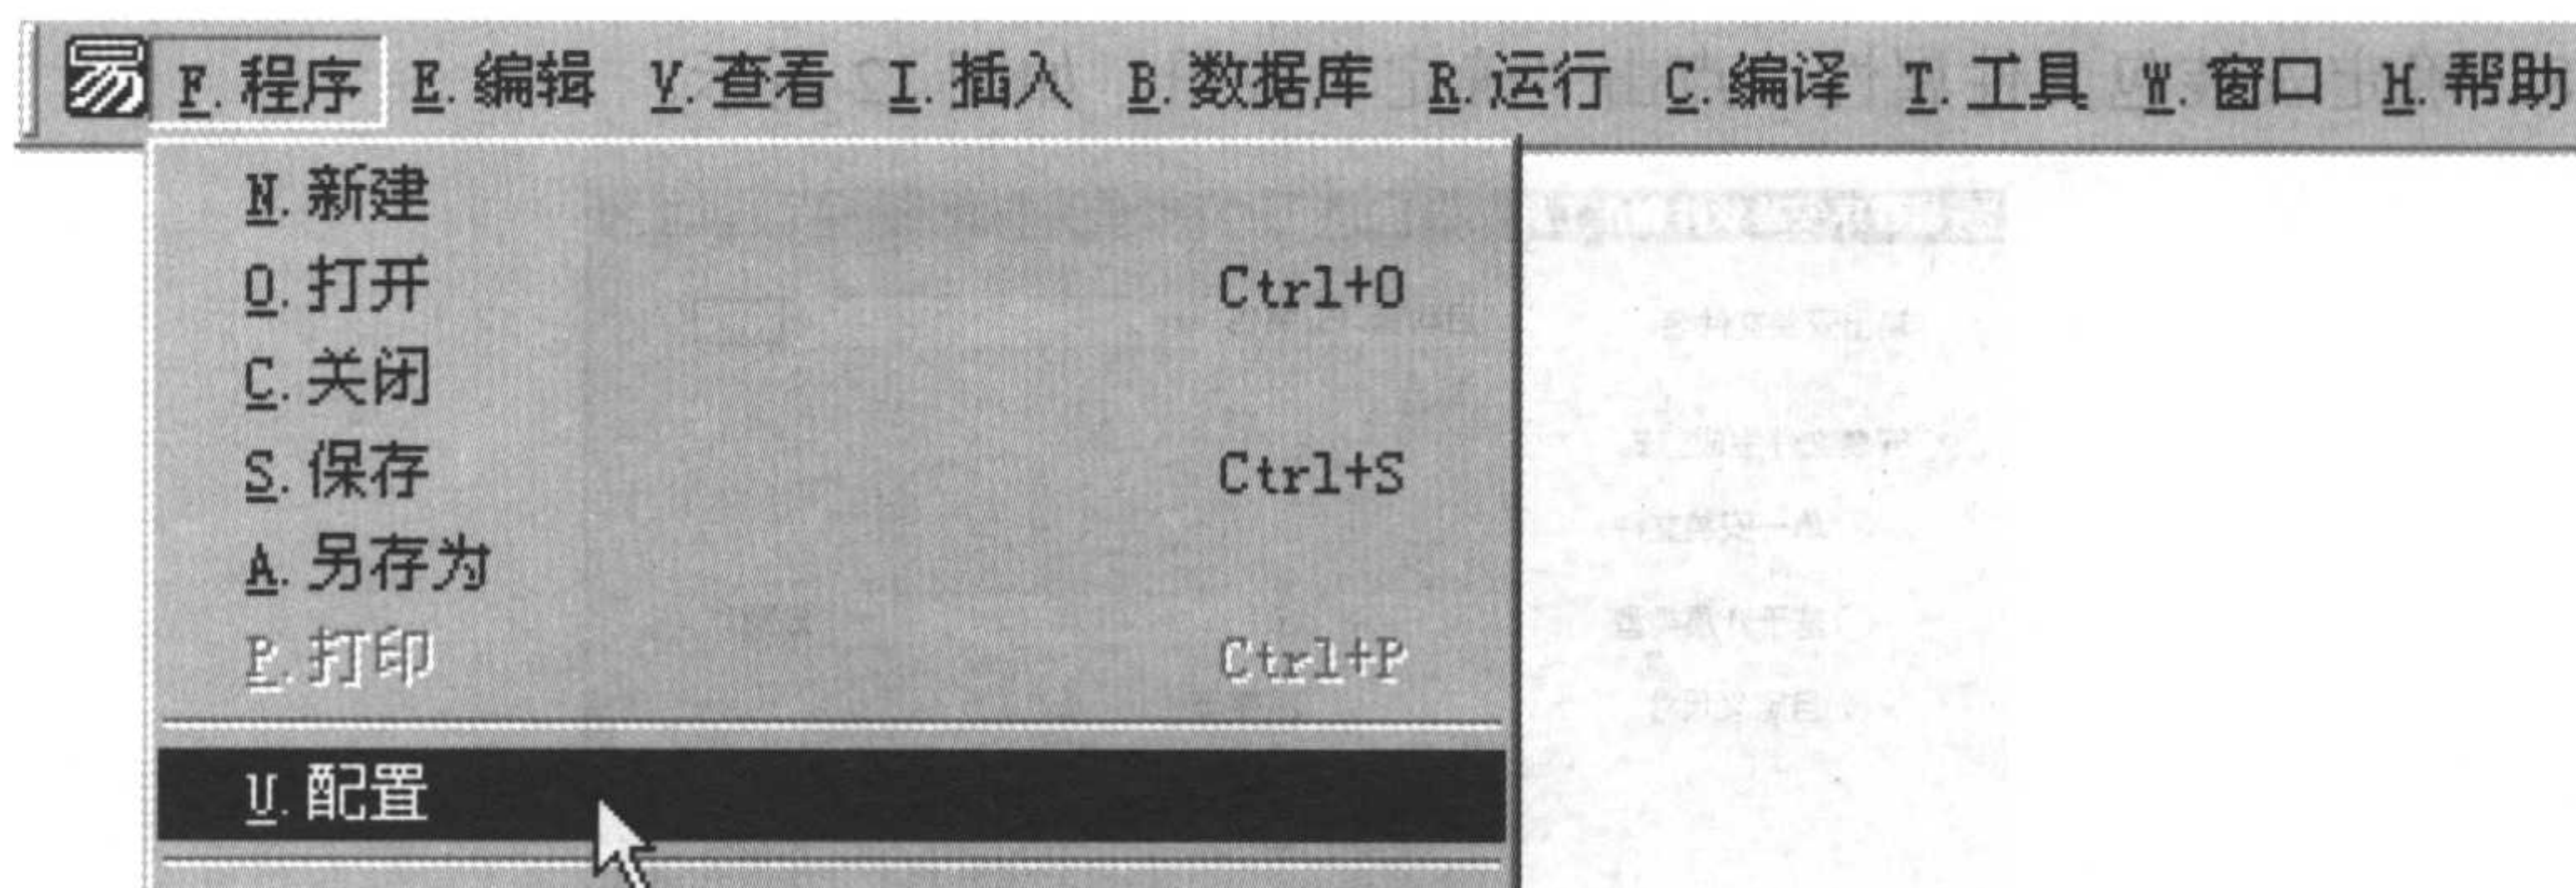 易 F.程序 E.编辑 V.查看 I.插入 B.数据库 R.运行 C.编译 T.工具 W.窗口 H.帮助
N.新建
O.打开 Ctrl+O
C.关闭
S.保存 Ctrl+S
A.另存为
P.打印 Ctrl+P
U.配置